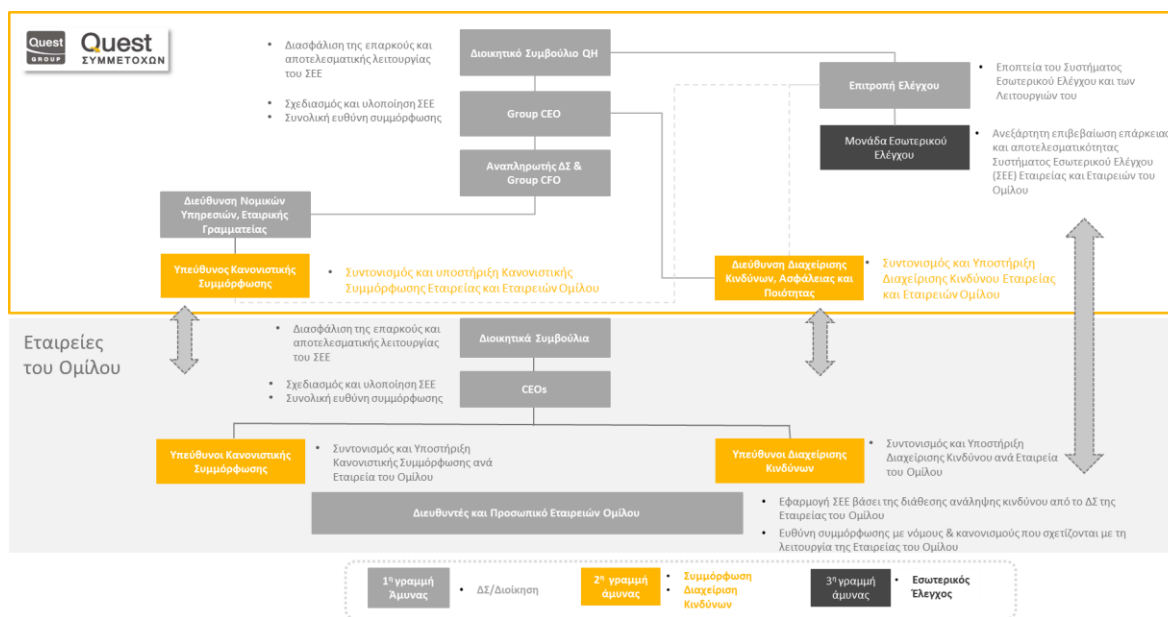 Quest
GROUP
Quest
ΣΥΜΜΕΤΟΧΩΝ
• Διασφάλιση της επαρκούς και
αποτελεσματικής λειτουργίας
του ΣΕΕ
Διοικητικό Συμβούλιο QH
• Σχεδιασμός και υλοποίηση ΣΕΕ
• Συνολική ευθύνη συμμόρφωσης
Group CEO
Αναπληρωτής ΔΣ &
Group CFO
Επιτροπή Ελέγχου
• Εποπτεία του Συστήματος
Εσωτερικού Ελέγχου και των
Λειτουργιών του
Μονάδα Εσωτερικού
Ελέγχου
• Ανεξάρτητη επιβεβαίωση επάρκειας
και αποτελεσματικότητας
Συστήματος Εσωτερικού Ελέγχου
(ΣΕΕ) Εταιρείας και Εταιρειών του
Ομίλου
Διεύθυνση Νομικών
Υπηρεσιών, Εταιρικής
Γραμματείας
Υπεύθυνος Κανονιστικής
Συμμόρφωσης
• Συντονισμός και υποστήριξη Κανονιστικής
Συμμόρφωσης Εταιρείας και Εταιρειών Ομίλου
Διεύθυνση Διαχείρισης
Κινδύνων, Ασφάλειας και
Ποιότητας
• Συντονισμός και Υποστήριξη
Διαχείρισης Κινδύνου Εταιρείας
και Εταιρειών Ομίλου
Εταιρείες
του Ομίλου
• Διασφάλιση της επαρκούς και
αποτελεσματικής λειτουργίας
του ΣΕΕ
Διοικητικά Συμβούλια
• Σχεδιασμός και υλοποίηση ΣΕΕ
• Συνολική ευθύνη συμμόρφωσης
CEOs
Υπεύθυνοι Κανονιστικής
Συμμόρφωσης
• Συντονισμός και Υποστήριξη
Κανονιστικής Συμμόρφωσης ανά
Εταιρεία του Ομίλου
Υπεύθυνοι Διαχείρισης
Κινδύνων
• Συντονισμός και Υποστήριξη
Διαχείρισης Κινδύνου ανά Εταιρεία
του Ομίλου
Διευθυντές και Προσωπικό Εταιρειών Ομίλου
• Εφαρμογή ΣΕΕ βάσει της διάθεσης ανάληψης κινδύνου από το ΔΣ της
Εταιρείας του Ομίλου
• Ευθύνη συμμόρφωσης με νόμους & κανονισμούς που σχετίζονται με τη
λειτουργία της Εταιρείας του Ομίλου
1η γραμμή
Άμυνας
• ΔΣ/Διοίκηση
2η γραμμή
άμυνας
• Συμμόρφωση
• Διαχείριση
Κινδύνων
3η γραμμή
άμυνας
• Εσωτερικός
Έλεγχος